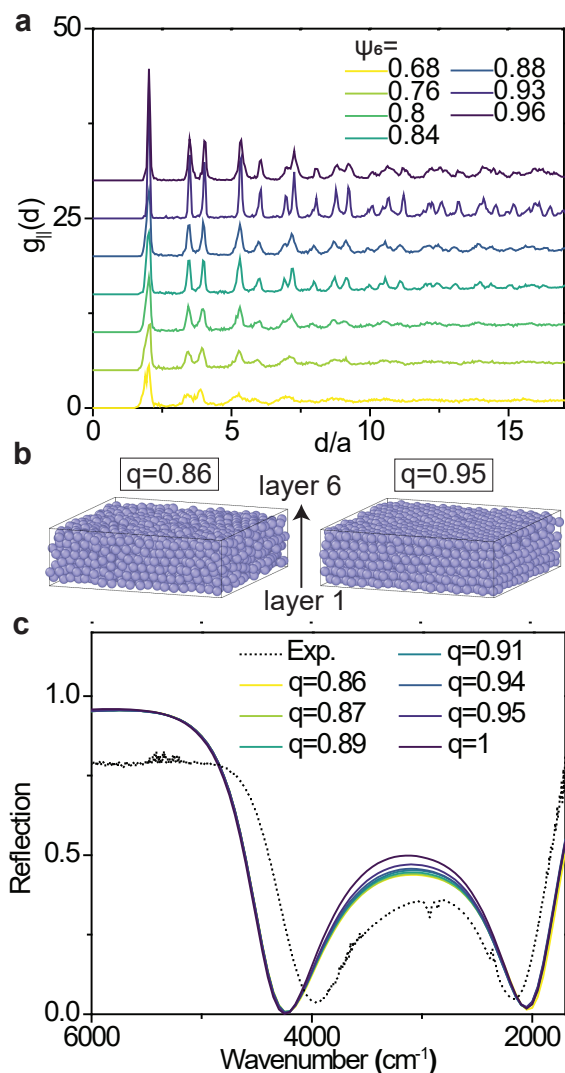 a
50
25
0
g||(d)
ψ₆=
0.68
0.76
0.8
0.84
0.88
0.93
0.96
0
5
10
15
d/a
b
q=0.86
layer 6
q=0.95
layer 1
c
Exp.
q=0.86
q=0.87
q=0.89
q=0.91
q=0.94
q=0.95
q=1
1.0
0.5
0.0
Reflection
6000
4000
2000
Wavenumber (cm⁻¹)